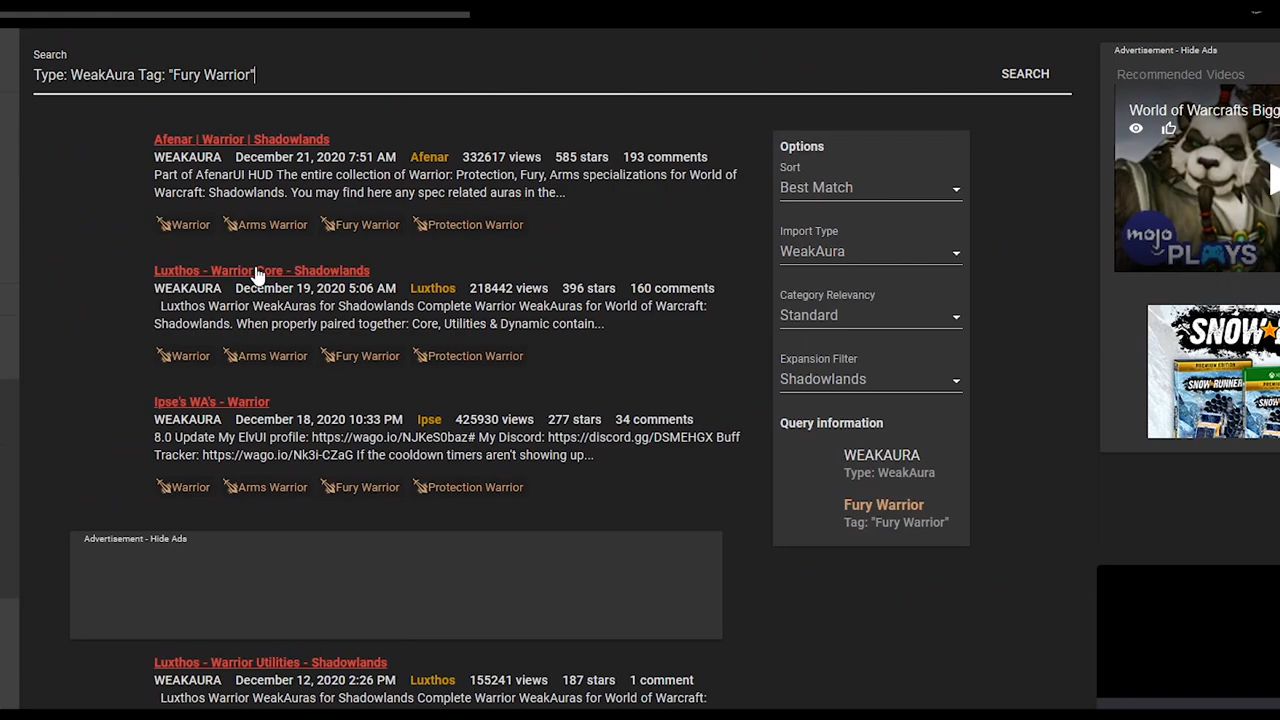 Search
Type: WeakAura Tag: "Fury Warrior"
SEARCH
Afenar | Warrior | Shadowlands
WEAKAURA December 21, 2020 7:51 AM Afenar 332617 views 585 stars 193 comments
Part of AfenarUI HUD The entire collection of Warrior: Protection, Fury, Arms specializations for World of
Warcraft: Shadowlands. You may find here any spec related auras in the...
Warrior Arms Warrior Fury Warrior Protection Warrior
Luxthos - Warrior Core - Shadowlands
WEAKAURA December 19, 2020 5:06 AM Luxthos 218442 views 396 stars 160 comments
Luxthos Warrior WeakAuras for Shadowlands Complete Warrior WeakAuras for World of Warcraft:
Shadowlands. When properly paired together: Core, Utilities & Dynamic contain...
Warrior Arms Warrior Fury Warrior Protection Warrior
Ipse's WA's - Warrior
WEAKAURA December 18, 2020 10:33 PM Ipse 425930 views 277 stars 34 comments
8.0 Update My ElvUI profile: https://wago.io/NJKeS0baz# My Discord: https://discord.gg/DSMEHGX Buff
Tracker: https://wago.io/Nk3i-CZaG If the cooldown timers aren't showing up...
Warrior Arms Warrior Fury Warrior Protection Warrior
Advertisement - Hide Ads
Luxthos - Warrior Utilities - Shadowlands
WEAKAURA December 12, 2020 2:26 PM Luxthos 155241 views 187 stars 1 comment
Luxthos Warrior WeakAuras for Shadowlands Complete Warrior WeakAuras for World of Warcraft:
Options
Sort
Best Match
Import Type
WeakAura
Category Relevancy
Standard
Expansion Filter
Shadowlands
Query information
WEAKAURA
Type: WeakAura
Fury Warrior
Tag: "Fury Warrior"
Advertisement - Hide Ads
Recommended Videos
World of Warcrafts Bigg
mojo
PLAYS
SNOW
SNOWRUNNER